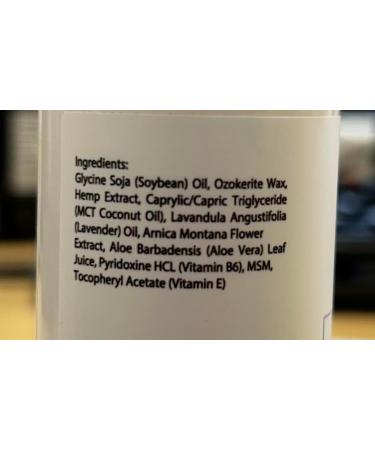 Ingredients:
Glycine Soja (Soybean) Oil, Ozokerite Wax,
Hemp Extract, Caprylic/Capric Triglyceride
(MCT Coconut Oil), Lavandula Angustifolia
(Lavender) Oil, Arnica Montana Flower
Extract, Aloe Barbadensis (Aloe Vera) Leaf
Juice, Pyridoxine HCL (Vitamin B6), MSM,
Tocopheryl Acetate (Vitamin E)